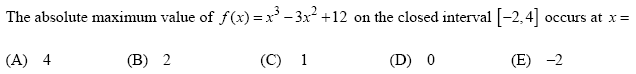 The absolute maximum value of f(x) = x³ – 3x² + 12 on the closed interval [–2, 4] occurs at x =
(A) 4 (B) 2 (C) 1 (D) 0 (E) –2